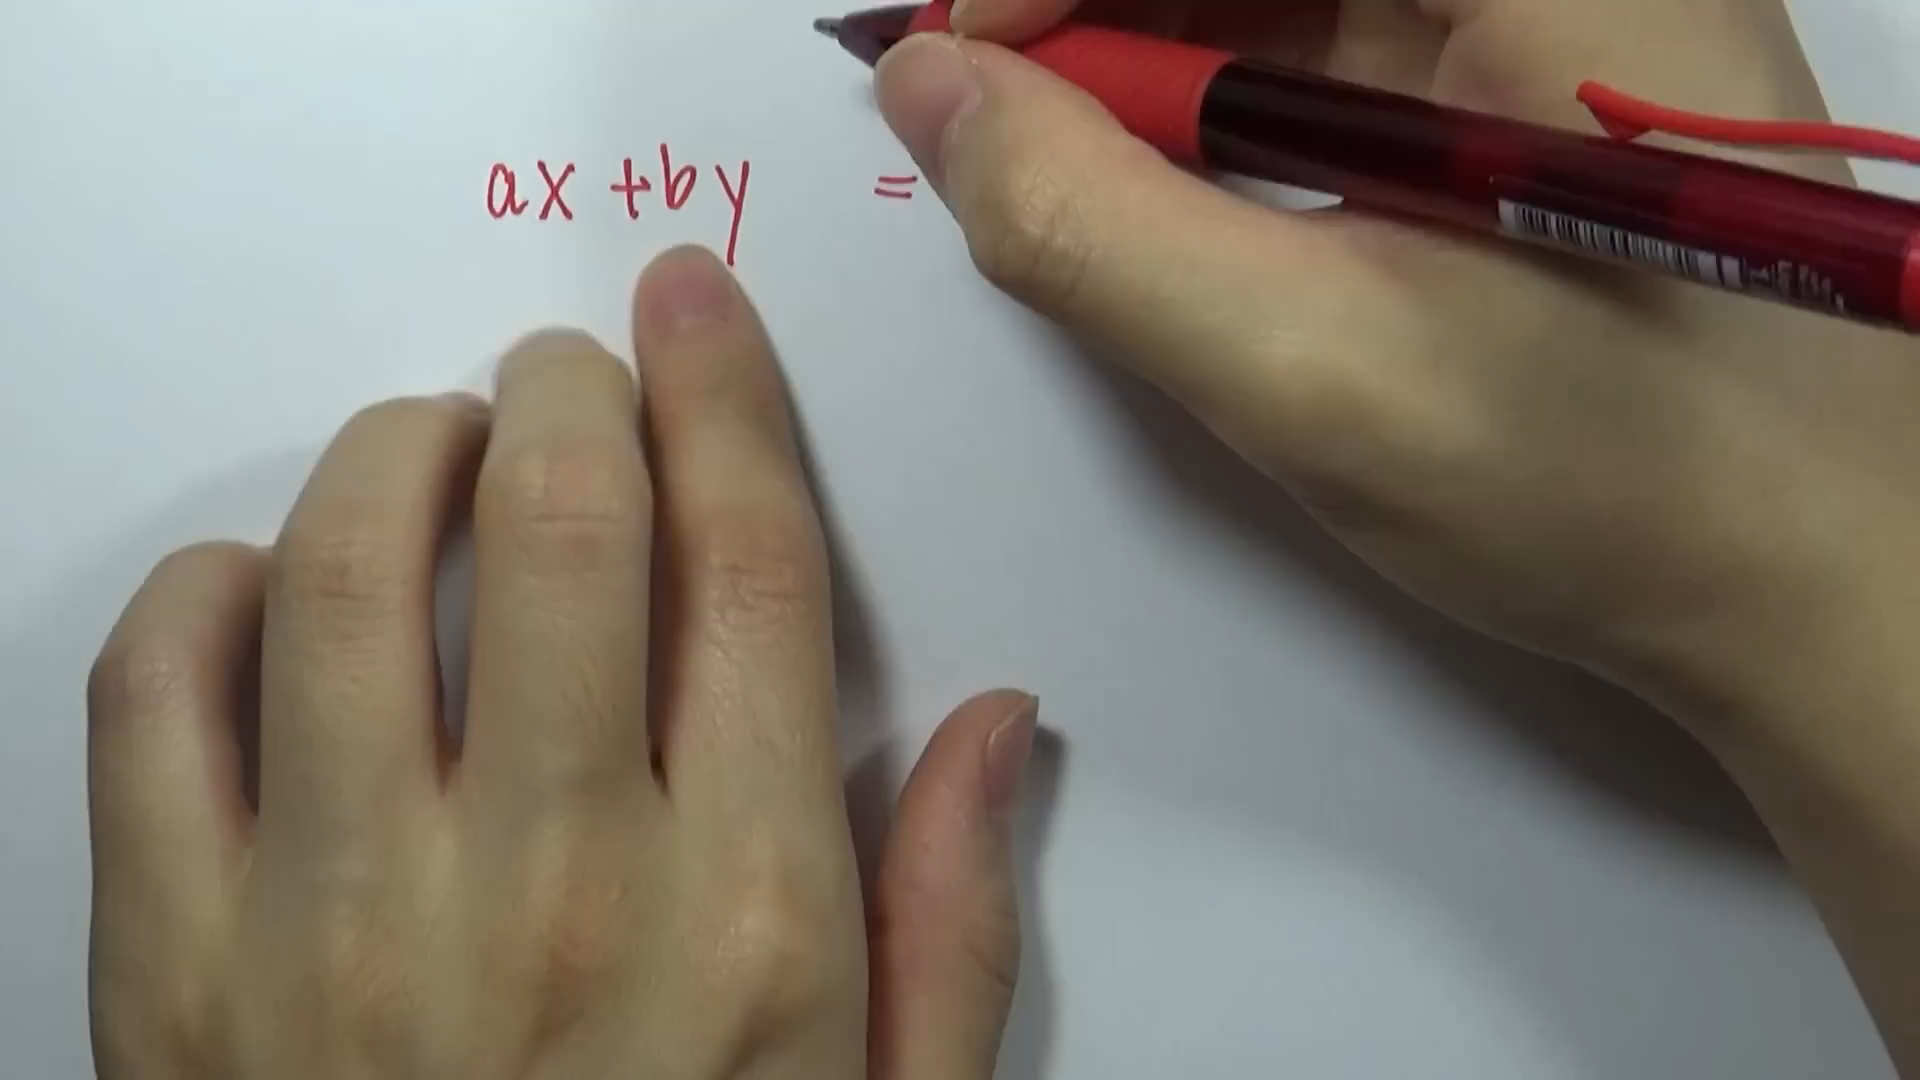 ax + by =